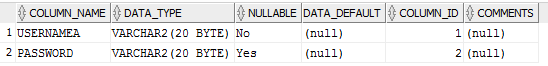 COLUMN_NAME DATA_TYPE NULLABLE DATA_DEFAULT COLUMN_ID COMMENTS
1 USERNAMEA VARCHAR2(20 BYTE) No (null) 1 (null)
2 PASSWORD VARCHAR2(20 BYTE) Yes (null) 2 (null)